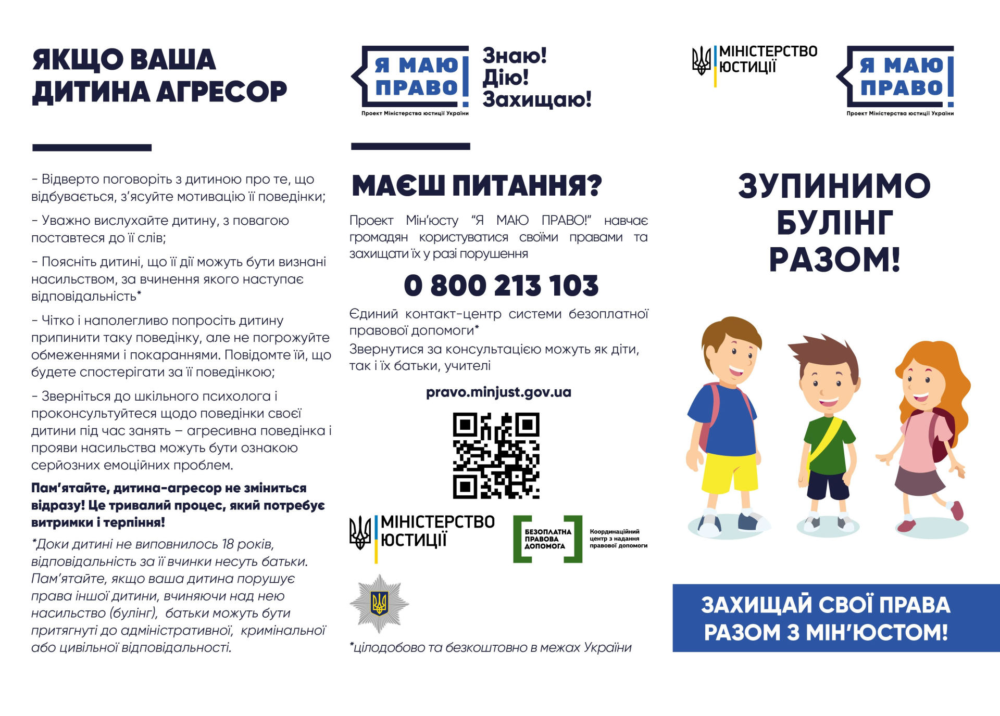 ЯКЩО ВАША
ДИТИНА АГРЕСОР
- Відверто поговоріть з дитиною про те, що
відбувається, з’ясуйте мотивацію її поведінки;
- Уважно вислухайте дитину, з повагою
поставтеся до її слів;
- Поясніть дитині, що її дії можуть бути визнані
насильством, за вчинення якого наступає
відповідальність*
- Чітко і наполегливо попросіть дитину
припинити таку поведінку, але не погрожуйте
обмеженнями і покараннями. Повідомте їй, що
будете спостерігати за її поведінкою;
- Зверніться до шкільного психолога і
проконсультуйтеся щодо поведінки своєї
дитини під час занять – агресивна поведінка і
прояви насильства можуть бути ознакою
серйозних емоційних проблем.
Пам’ятайте, дитина-агресор не зміниться
відразу! Це тривалий процес, який потребує
витримки і терпіння!
*Доки дитині не виповнилось 18 років,
відповідальність за її вчинки несуть батьки.
Пам’ятайте, якщо ваша дитина порушує
права іншої дитини, вчиняючи над нею
насильство (булінг), батьки можуть бути
притягнуті до адміністративної, кримінальної
або цивільної відповідальності.
Я МАЮ
ПРАВО!
Проект Міністерства юстиції України
Знаю!
Дію!
Захищаю!
МАЄШ ПИТАННЯ?
Проект Мін’юсту “Я МАЮ ПРАВО!” навчає
громадян користуватися своїми правами та
захищати їх у разі порушення
0 800 213 103
Єдиний контакт-центр системи безоплатної
правової допомоги*
Звернутися за консультацією можуть як діти,
так і їх батьки, учителі
pravo.minjust.gov.ua
МІНІСТЕРСТВО
ЮСТИЦІЇ
БЕЗОПЛАТНА
ПРАВОВА
ДОПОМОГА
Координаційний
центр з надання
правової допомоги
*цілодобово та безкоштовно в межах України
МІНІСТЕРСТВО
ЮСТИЦІЇ
Я МАЮ
ПРАВО!
Проект Міністерства юстиції України
ЗУПИНИМО
БУЛІНГ
РАЗОМ!
ЗАХИЩАЙ СВОЇ ПРАВА
РАЗОМ З МІН’ЮСТОМ!